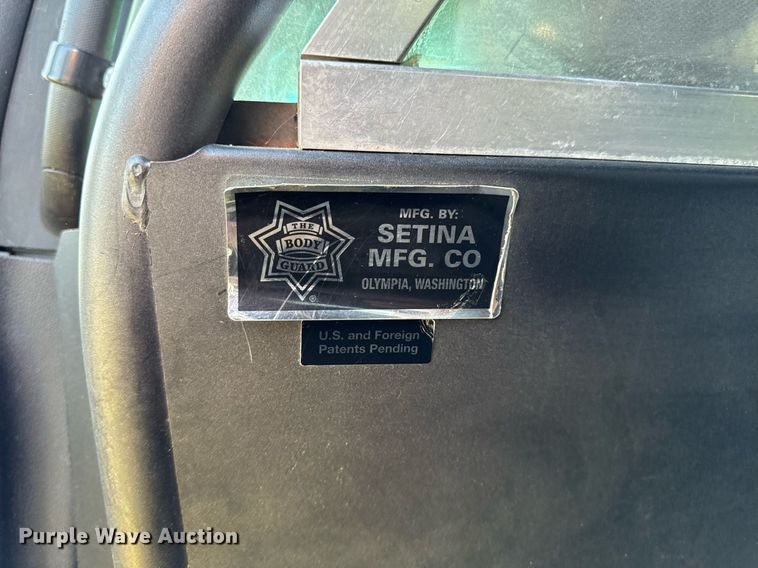 THE
BODY
GUARD
®
MFG. BY:
SETINA
MFG. CO
OLYMPIA, WASHINGTON
U.S. and Foreign
Patents Pending
Purple Wave Auction